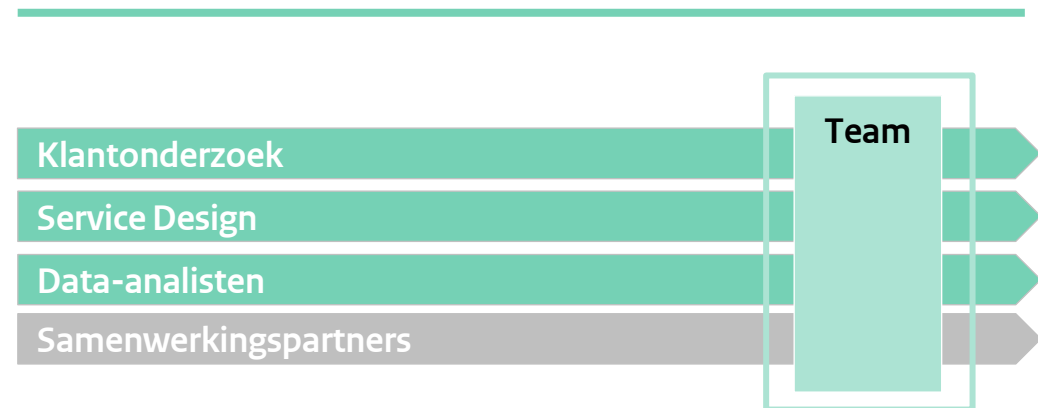 Team
Klantonderzoek
Service Design
Data-analisten
Samenwerkingspartners